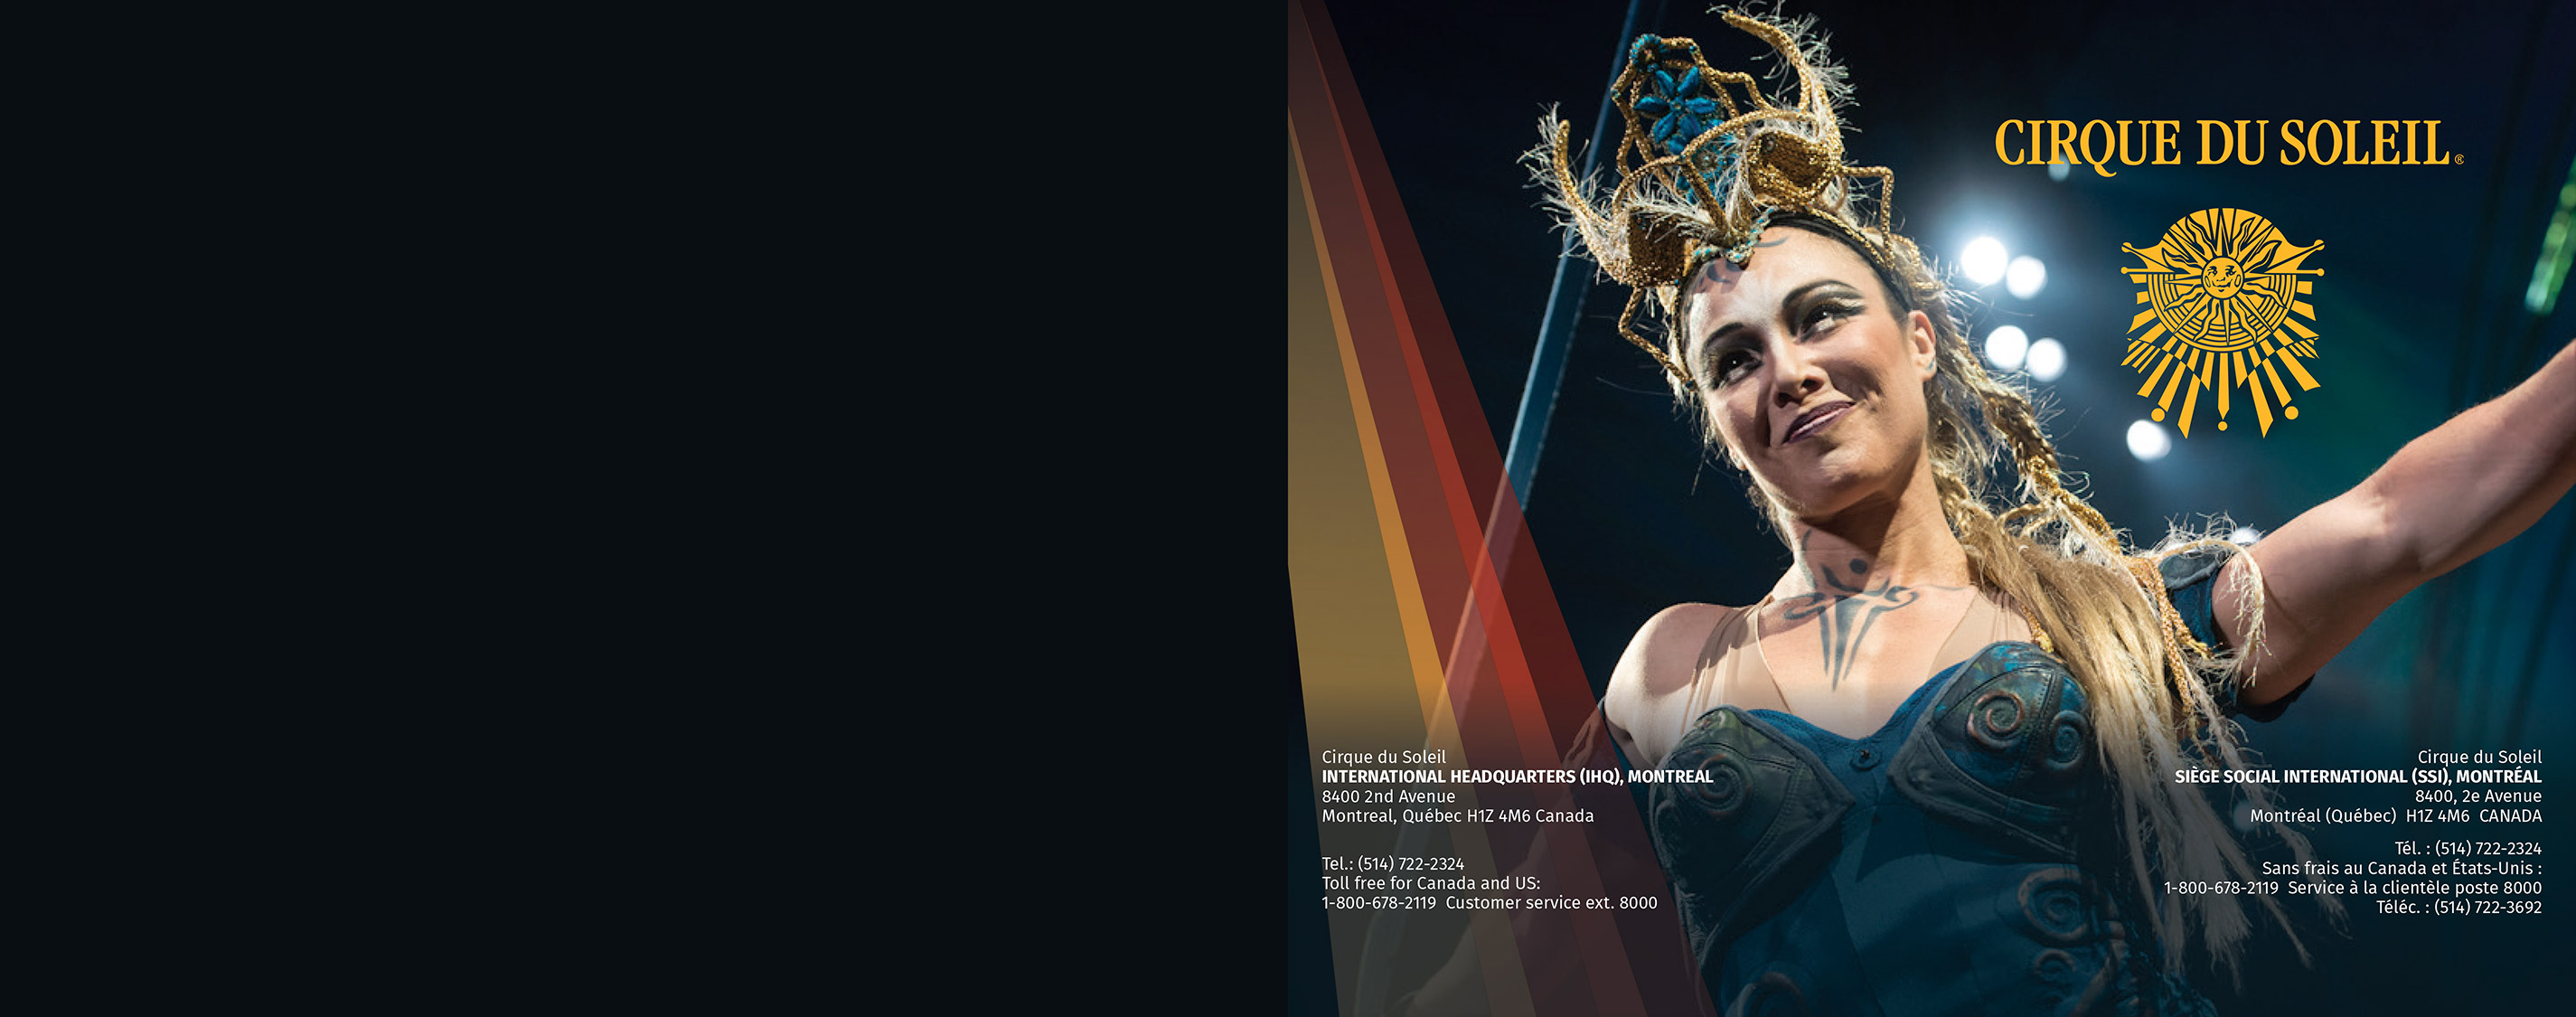 CIRQUE DU SOLEIL®
Cirque du Soleil
INTERNATIONAL HEADQUARTERS (IHQ), MONTREAL
8400 2nd Avenue
Montreal, Québec H1Z 4M6 Canada
Tel.: (514) 722-2324
Toll free for Canada and US:
1-800-678-2119  Customer service ext. 8000
Cirque du Soleil
SIÈGE SOCIAL INTERNATIONAL (SSI), MONTRÉAL
8400, 2e Avenue
Montréal (Québec)  H1Z 4M6  CANADA
Tél. : (514) 722-2324
Sans frais au Canada et États-Unis :
1-800-678-2119  Service à la clientèle poste 8000
Téléc. : (514) 722-3692